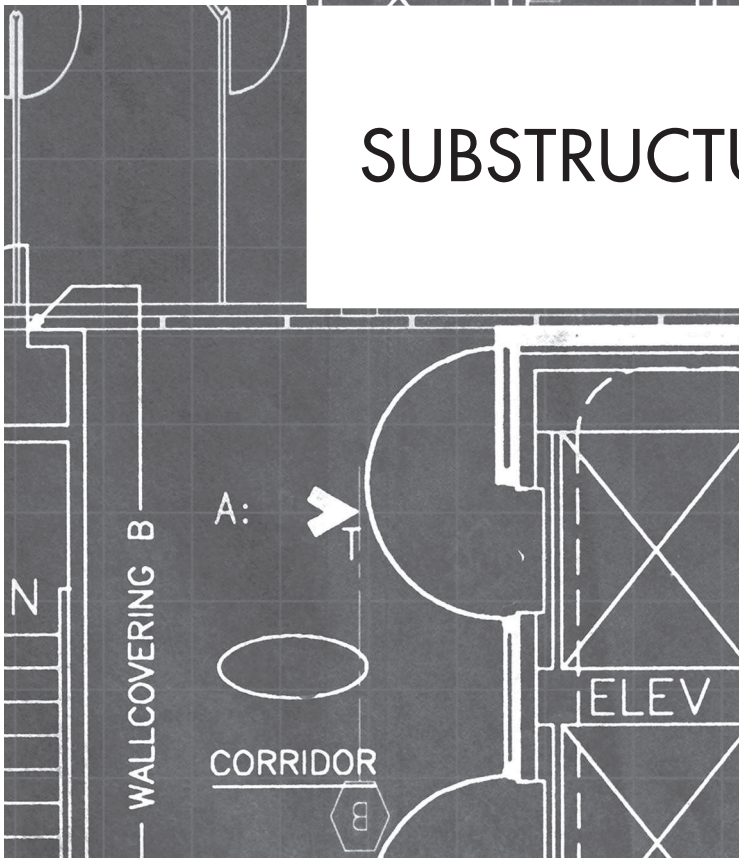 SUBSTRUCTU
A:
T
N
WALLCOVERING B
ELEV
CORRIDOR
B